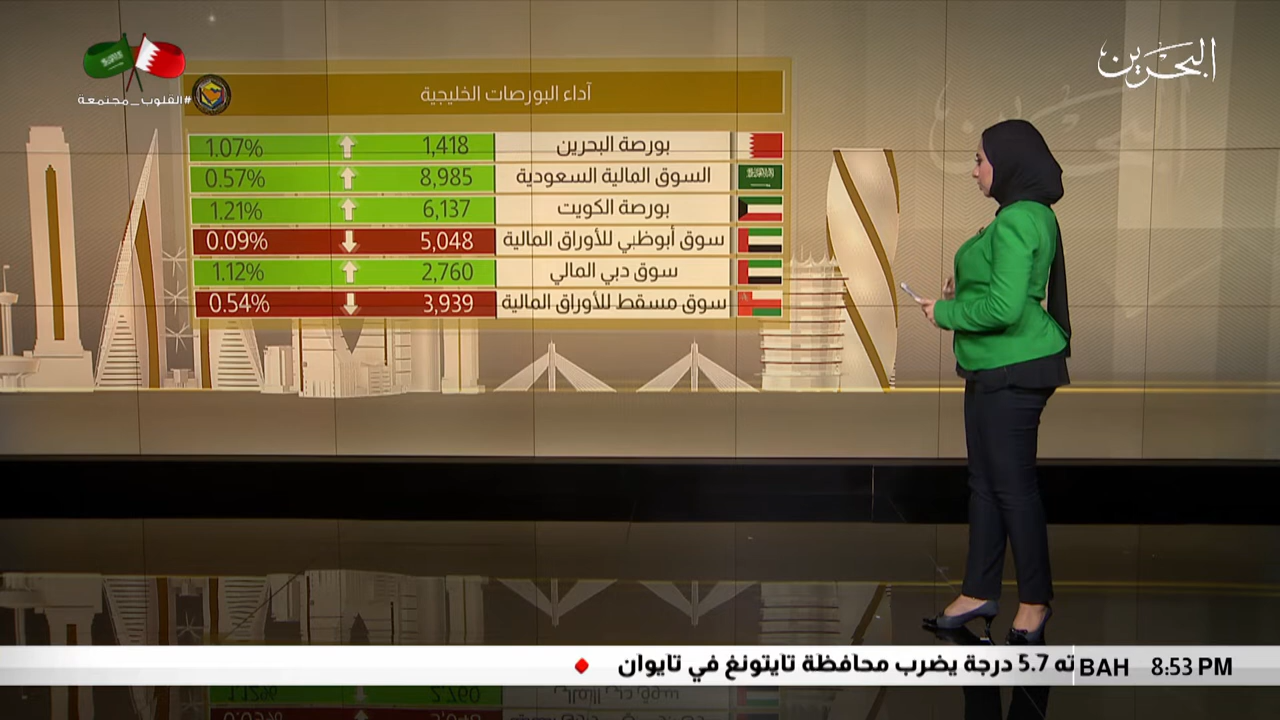 البحرين
#القلوب_مجتمعة
آداء البورصات الخليجية
بورصة البحرين 1,418 1.07%
السوق المالية السعودية 8,985 0.57%
بورصة الكويت 6,137 1.21%
سوق أبوظبي للأوراق المالية 5,048 0.09%
سوق دبي المالي 2,760 1.12%
سوق مسقط للأوراق المالية 3,939 0.54%
ته 5.7 درجة يضرب محافظة تايتونغ في تايوان
BAH 8:53 PM